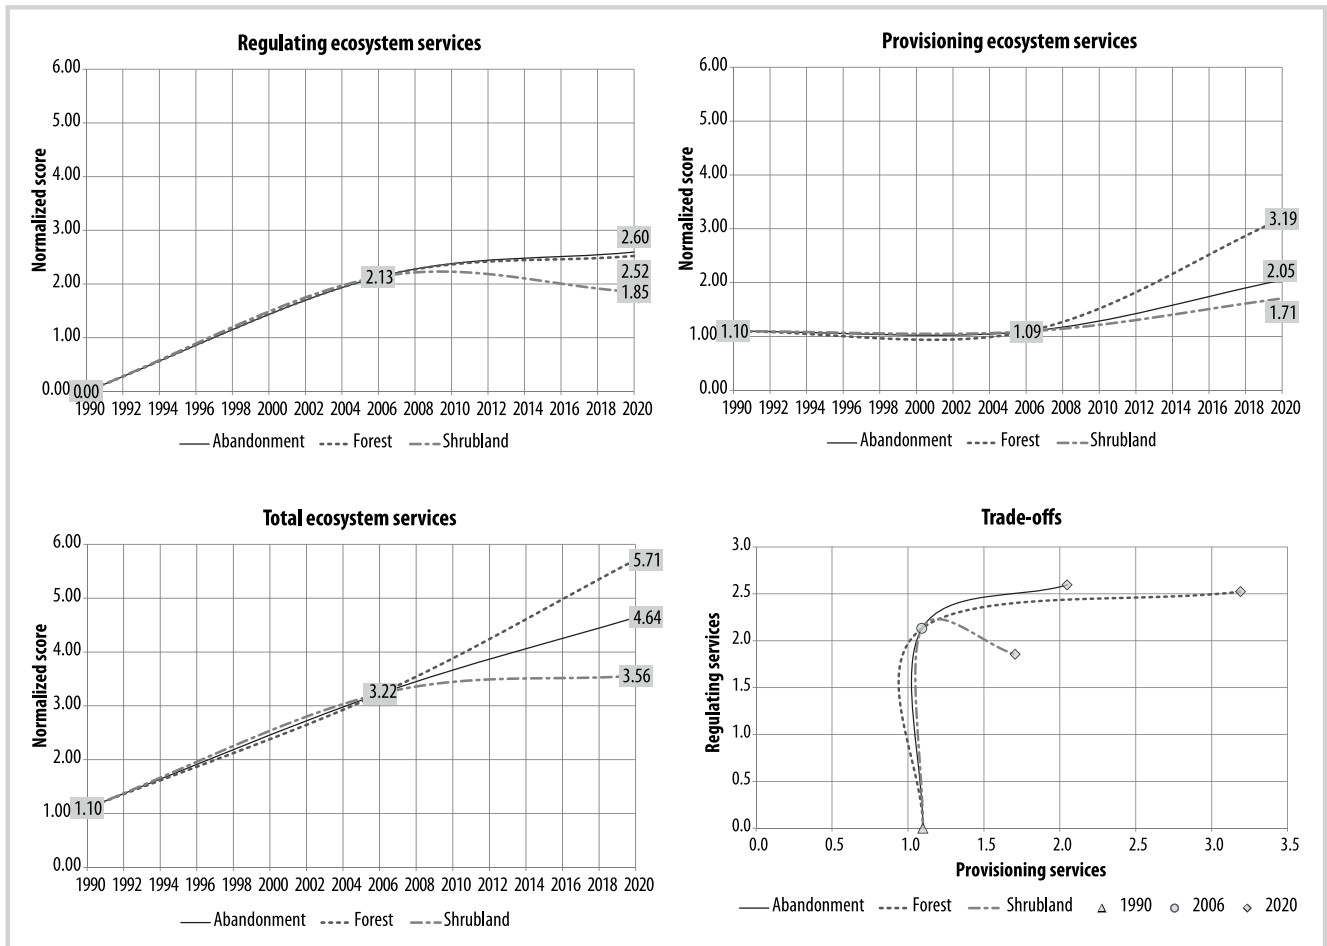 Regulating ecosystem services
Normalized score
6.00
5.00
4.00
3.00
2.00
1.00
0.00
2.60
2.52
2.13
1.85
0.00
1990 1992 1994 1996 1998 2000 2002 2004 2006 2008 2010 2012 2014 2016 2018 2020
Abandonment Forest Shrubland
Provisioning ecosystem services
Normalized score
6.00
5.00
4.00
3.00
2.00
1.00
0.00
3.19
2.05
1.71
1.10
1.09
1990 1992 1994 1996 1998 2000 2002 2004 2006 2008 2010 2012 2014 2016 2018 2020
Abandonment Forest Shrubland
Total ecosystem services
Normalized score
6.00
5.00
4.00
3.00
2.00
1.00
0.00
5.71
4.64
3.56
3.22
1.10
1990 1992 1994 1996 1998 2000 2002 2004 2006 2008 2010 2012 2014 2016 2018 2020
Abandonment Forest Shrubland
Trade-offs
Regulating services
3.0
2.5
2.0
1.5
1.0
0.5
0.0
0.0 0.5 1.0 1.5 2.0 2.5 3.0 3.5
Provisioning services
Abandonment Forest Shrubland 1990 2006 2020